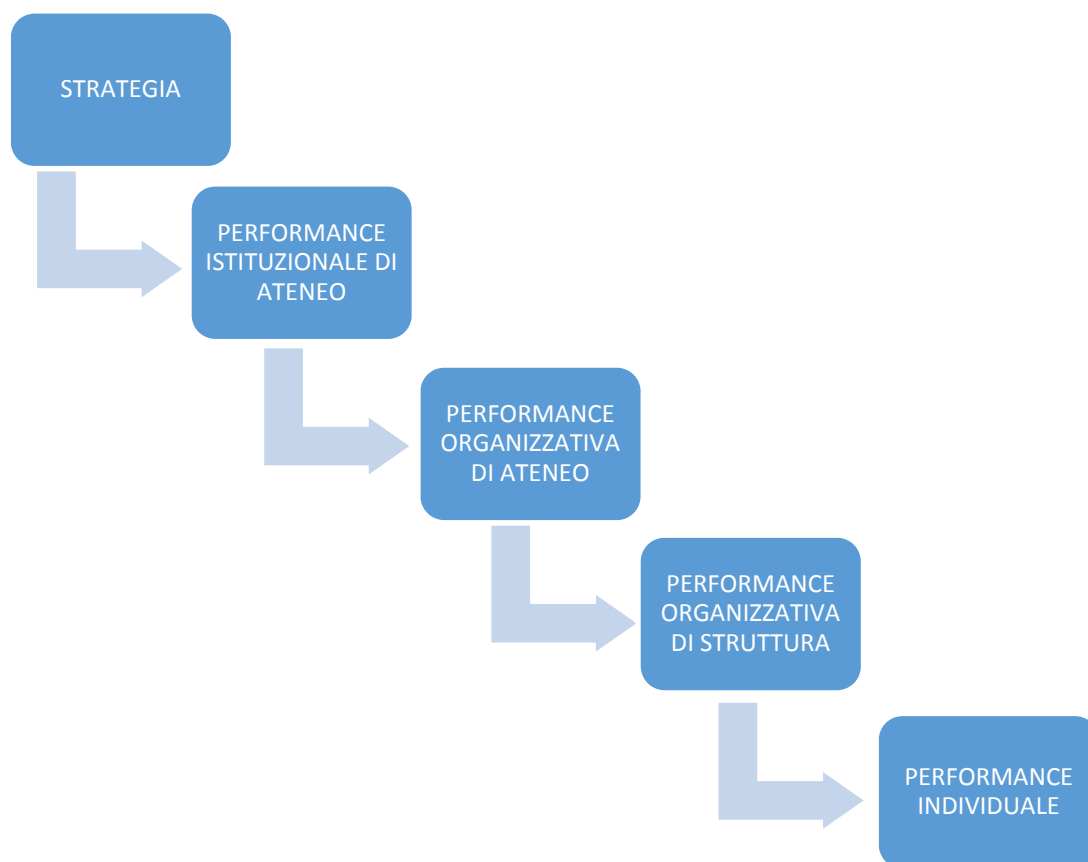 STRATEGIA
PERFORMANCE
ISTITUZIONALE DI
ATENEO
PERFORMANCE
ORGANIZZATIVA
DI ATENEO
PERFORMANCE
ORGANIZZATIVA
DI STRUTTURA
PERFORMANCE
INDIVIDUALE